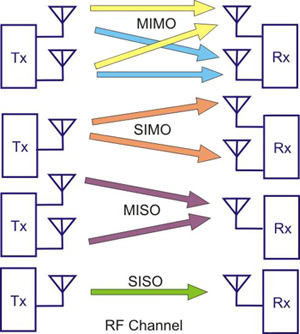 MIMO
Tx
Rx
SIMO
Tx
Rx
MISO
Tx
Rx
SISO
Tx
Rx
RF Channel